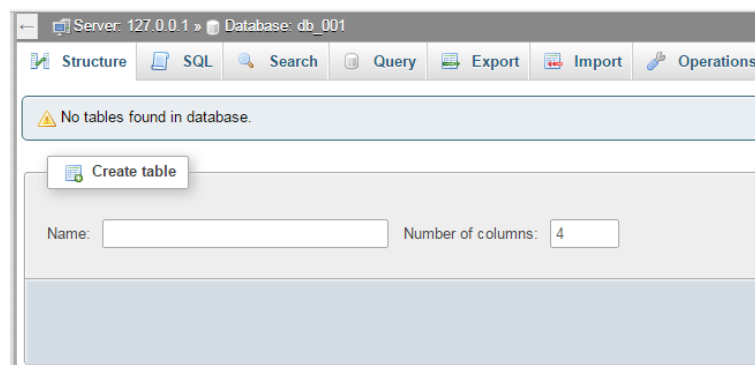 ← Server: 127.0.0.1 » Database: db_001
Structure SQL Search Query Export Import Operations
No tables found in database.
Create table
Name: Number of columns: 4